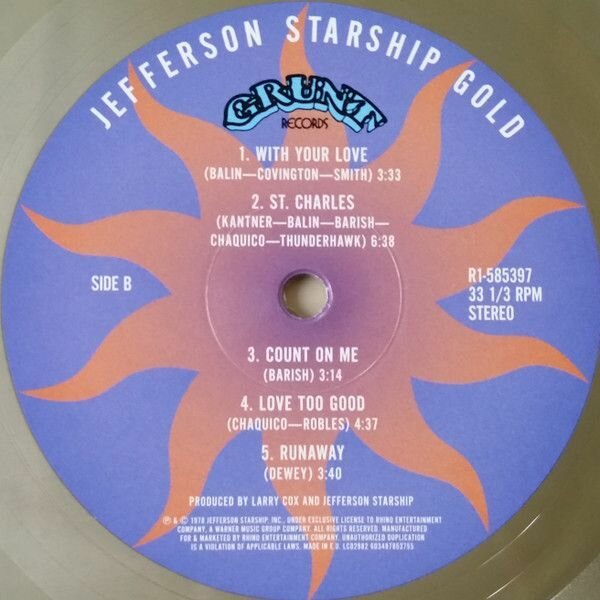 JEFFERSON STARSHIP GOLD
GRUNT
RECORDS
1. WITH YOUR LOVE
(BALIN—COVINGTON—SMITH) 3:33
2. ST. CHARLES
(KANTNER—BALIN—BARISH—
CHAQUICO—THUNDERHAWK) 6:38
SIDE B
R1-585397
33 1/3 RPM
STEREO
3. COUNT ON ME
(BARISH) 3:14
4. LOVE TOO GOOD
(CHAQUICO—ROBLES) 4:37
5. RUNAWAY
(DEWEY) 3:40
PRODUCED BY LARRY COX AND JEFFERSON STARSHIP
℗ & © 1978 JEFFERSON STARSHIP, INC., UNDER EXCLUSIVE LICENSE TO RHINO ENTERTAINMENT
COMPANY, A WARNER MUSIC GROUP COMPANY. ALL RIGHTS RESERVED. MANUFACTURED
FOR & MARKETED BY RHINO ENTERTAINMENT COMPANY. UNAUTHORIZED DUPLICATION
IS A VIOLATION OF APPLICABLE LAWS. MADE IN E.U. LC02982 603497853755